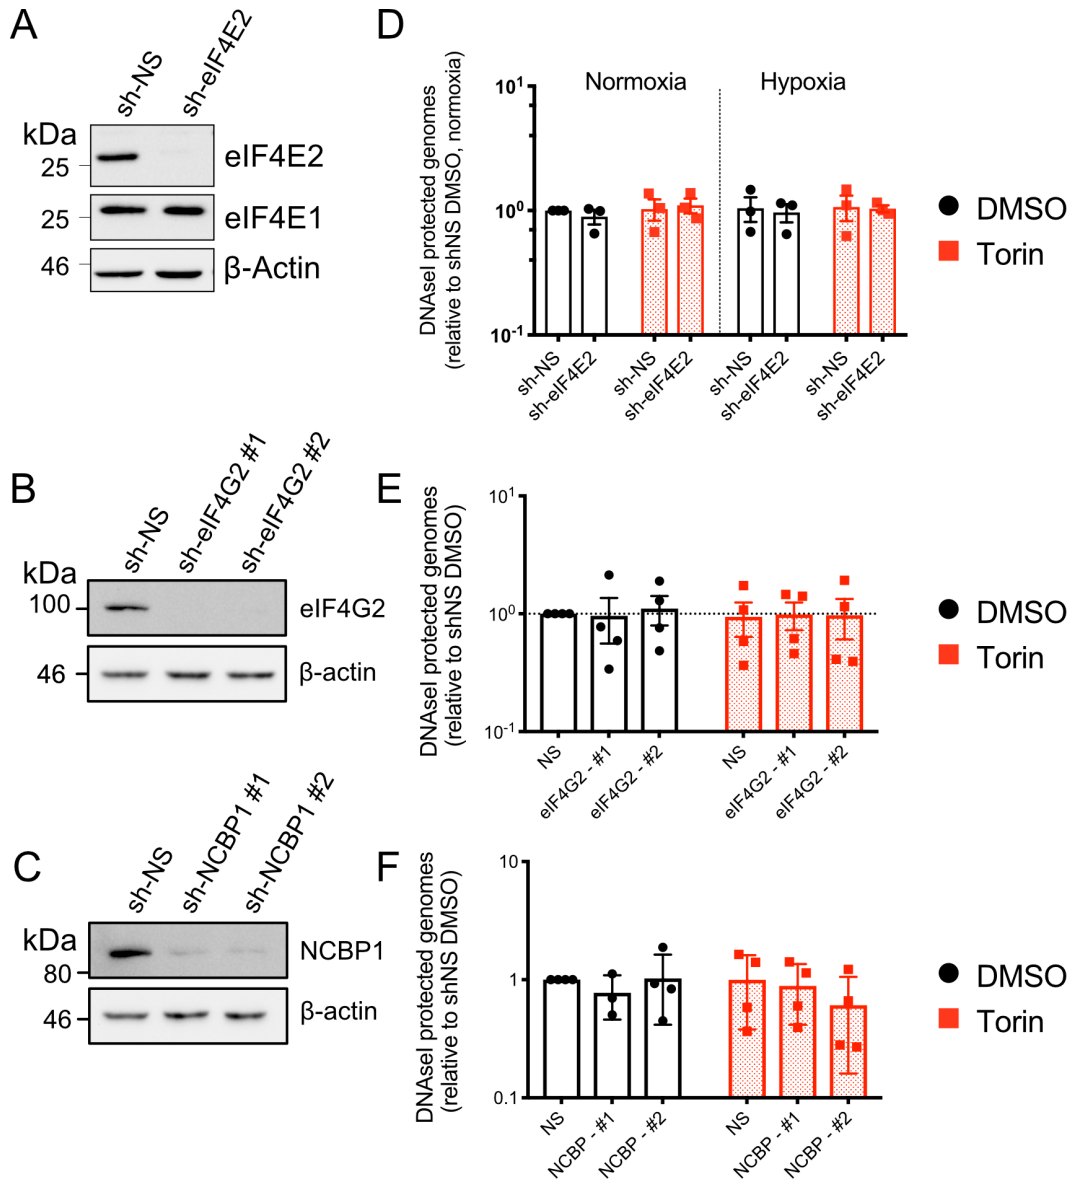 A
sh-NS
sh-eIF4E2
kDa
25
eIF4E2
25
eIF4E1
46
β-Actin
D
DNAseI protected genomes
(relative to shNS DMSO, normoxia)
10¹
10⁰
10⁻¹
Normoxia
Hypoxia
sh-NS
sh-eIF4E2
sh-NS
sh-eIF4E2
sh-NS
sh-eIF4E2
sh-NS
sh-eIF4E2
DMSO
Torin
B
sh-NS
sh-eIF4G2 #1
sh-eIF4G2 #2
kDa
100
eIF4G2
46
β-actin
E
DNAseI protected genomes
(relative to shNS DMSO)
10¹
10⁰
10⁻¹
NS
eIF4G2 - #1
eIF4G2 - #2
NS
eIF4G2 - #1
eIF4G2 - #2
DMSO
Torin
C
sh-NS
sh-NCBP1 #1
sh-NCBP1 #2
kDa
80
NCBP1
46
β-actin
F
DNAseI protected genomes
(relative to shNS DMSO)
10
1
0.1
NS
NCBP - #1
NCBP - #2
NS
NCBP - #1
NCBP - #2
DMSO
Torin